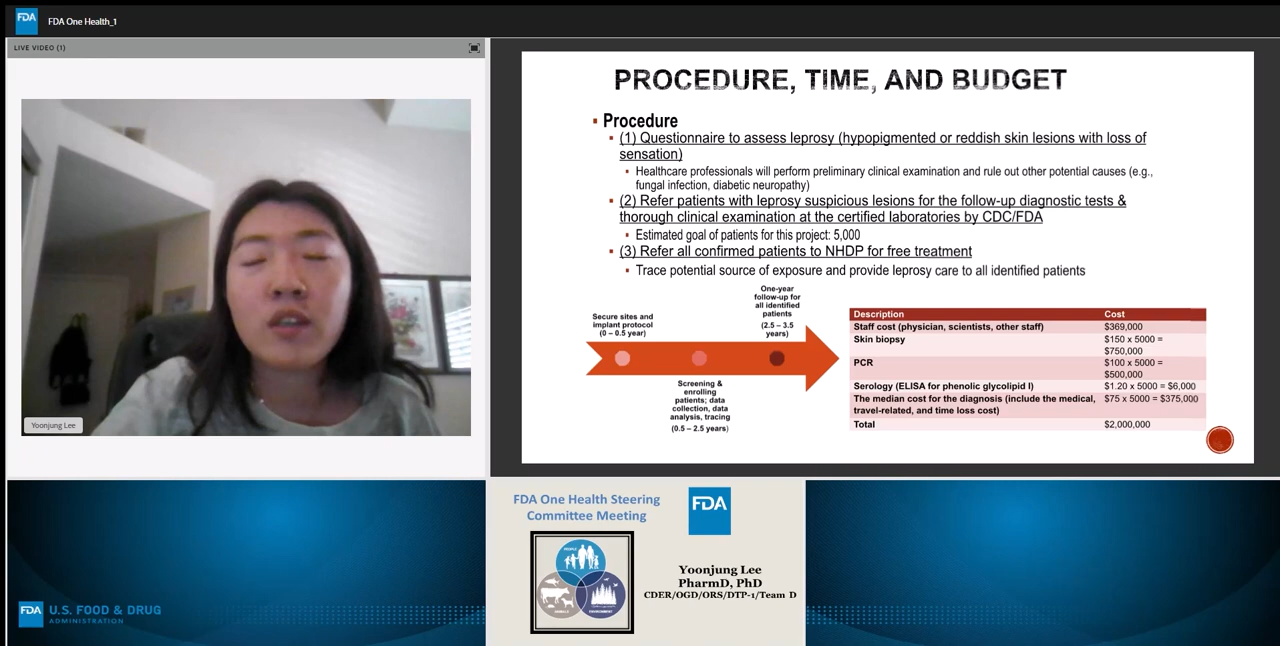 FDA
FDA One Health_1
LIVE VIDEO (1)
Yoonjung Lee
PROCEDURE, TIME, AND BUDGET
Procedure
(1) Questionnaire to assess leprosy (hypopigmented or reddish skin lesions with loss of
sensation)
Healthcare professionals will perform preliminary clinical examination and rule out other potential causes (e.g.,
fungal infection, diabetic neuropathy)
(2) Refer patients with leprosy suspicious lesions for the follow-up diagnostic tests &
thorough clinical examination at the certified laboratories by CDC/FDA
Estimated goal of patients for this project: 5,000
(3) Refer all confirmed patients to NHDP for free treatment
Trace potential source of exposure and provide leprosy care to all identified patients
Secure sites and
implant protocol
(0 – 0.5 year)
Screening &
enrolling
patients; data
collection, data
analysis, tracing
(0.5 – 2.5 years)
One-year
follow-up for
all identified
patients
(2.5 – 3.5
years)
Description Cost
Staff cost (physician, scientists, other staff) $369,000
Skin biopsy $150 x 5000 =
$750,000
PCR $100 x 5000 =
$500,000
Serology (ELISA for phenolic glycolipid I) $1.20 x 5000 = $6,000
The median cost for the diagnosis (include the medical, $75 x 5000 = $375,000
travel-related, and time loss cost)
Total $2,000,000
FDA U.S. FOOD & DRUG
ADMINISTRATION
FDA One Health Steering
Committee Meeting
FDA
PEOPLE
ANIMALS
ENVIRONMENT
Yoonjung Lee
PharmD, PhD
CDER/OGD/ORS/DTP-1/Team D